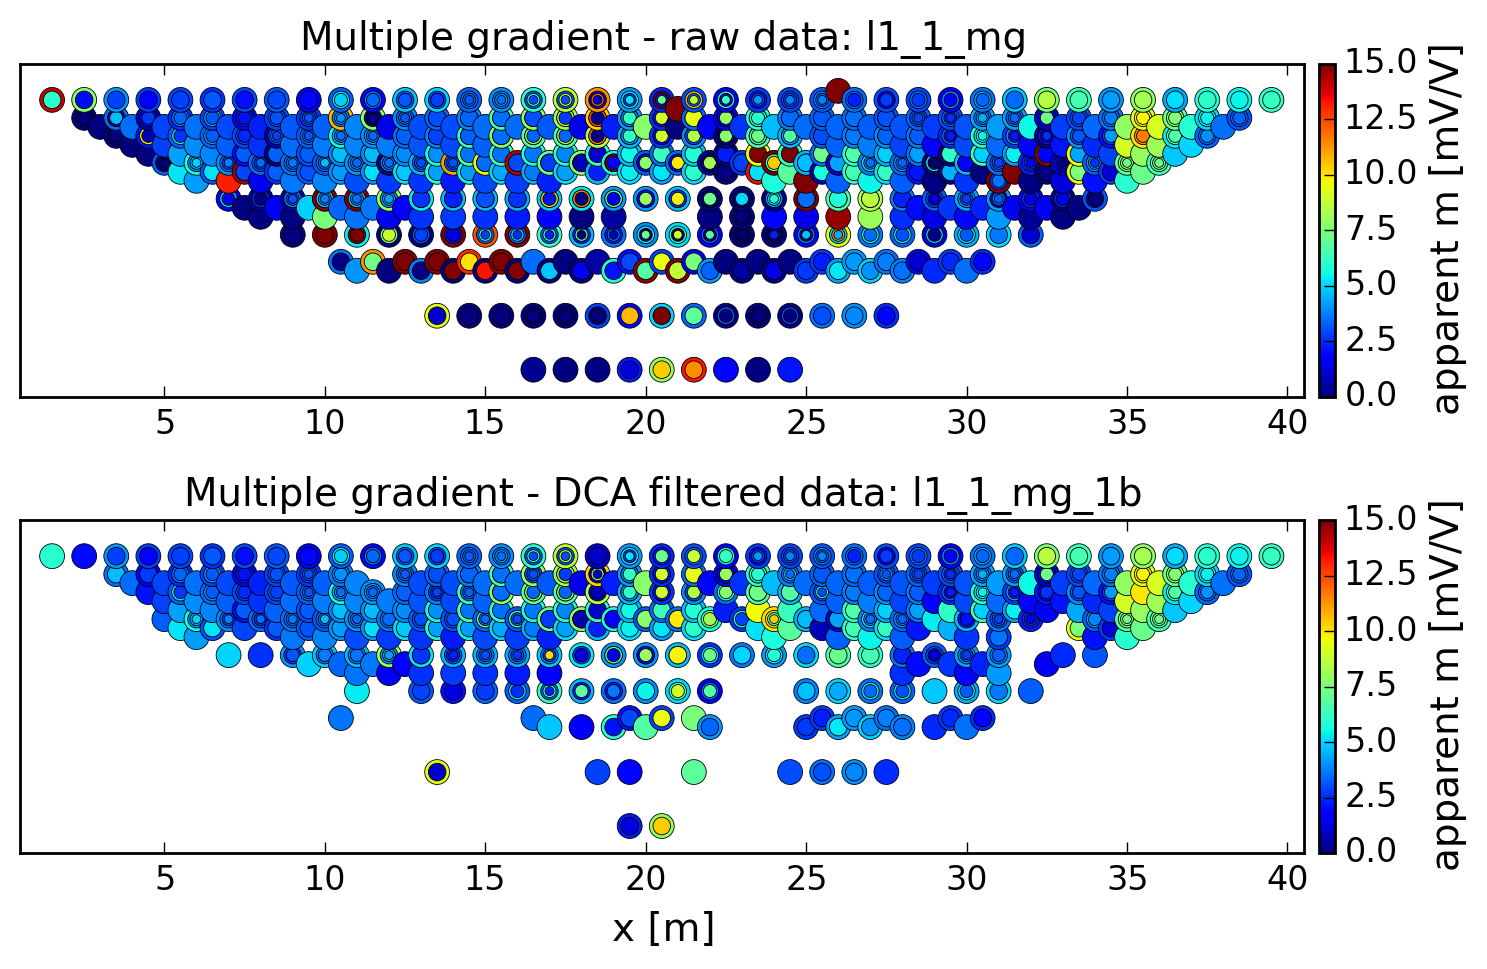 Multiple gradient - raw data: l1_1_mg
15.0
12.5
10.0
7.5
5.0
2.5
0.0
apparent m [mV/V]
5 10 15 20 25 30 35 40
Multiple gradient - DCA filtered data: l1_1_mg_1b
15.0
12.5
10.0
7.5
5.0
2.5
0.0
apparent m [mV/V]
5 10 15 20 25 30 35 40
x [m]